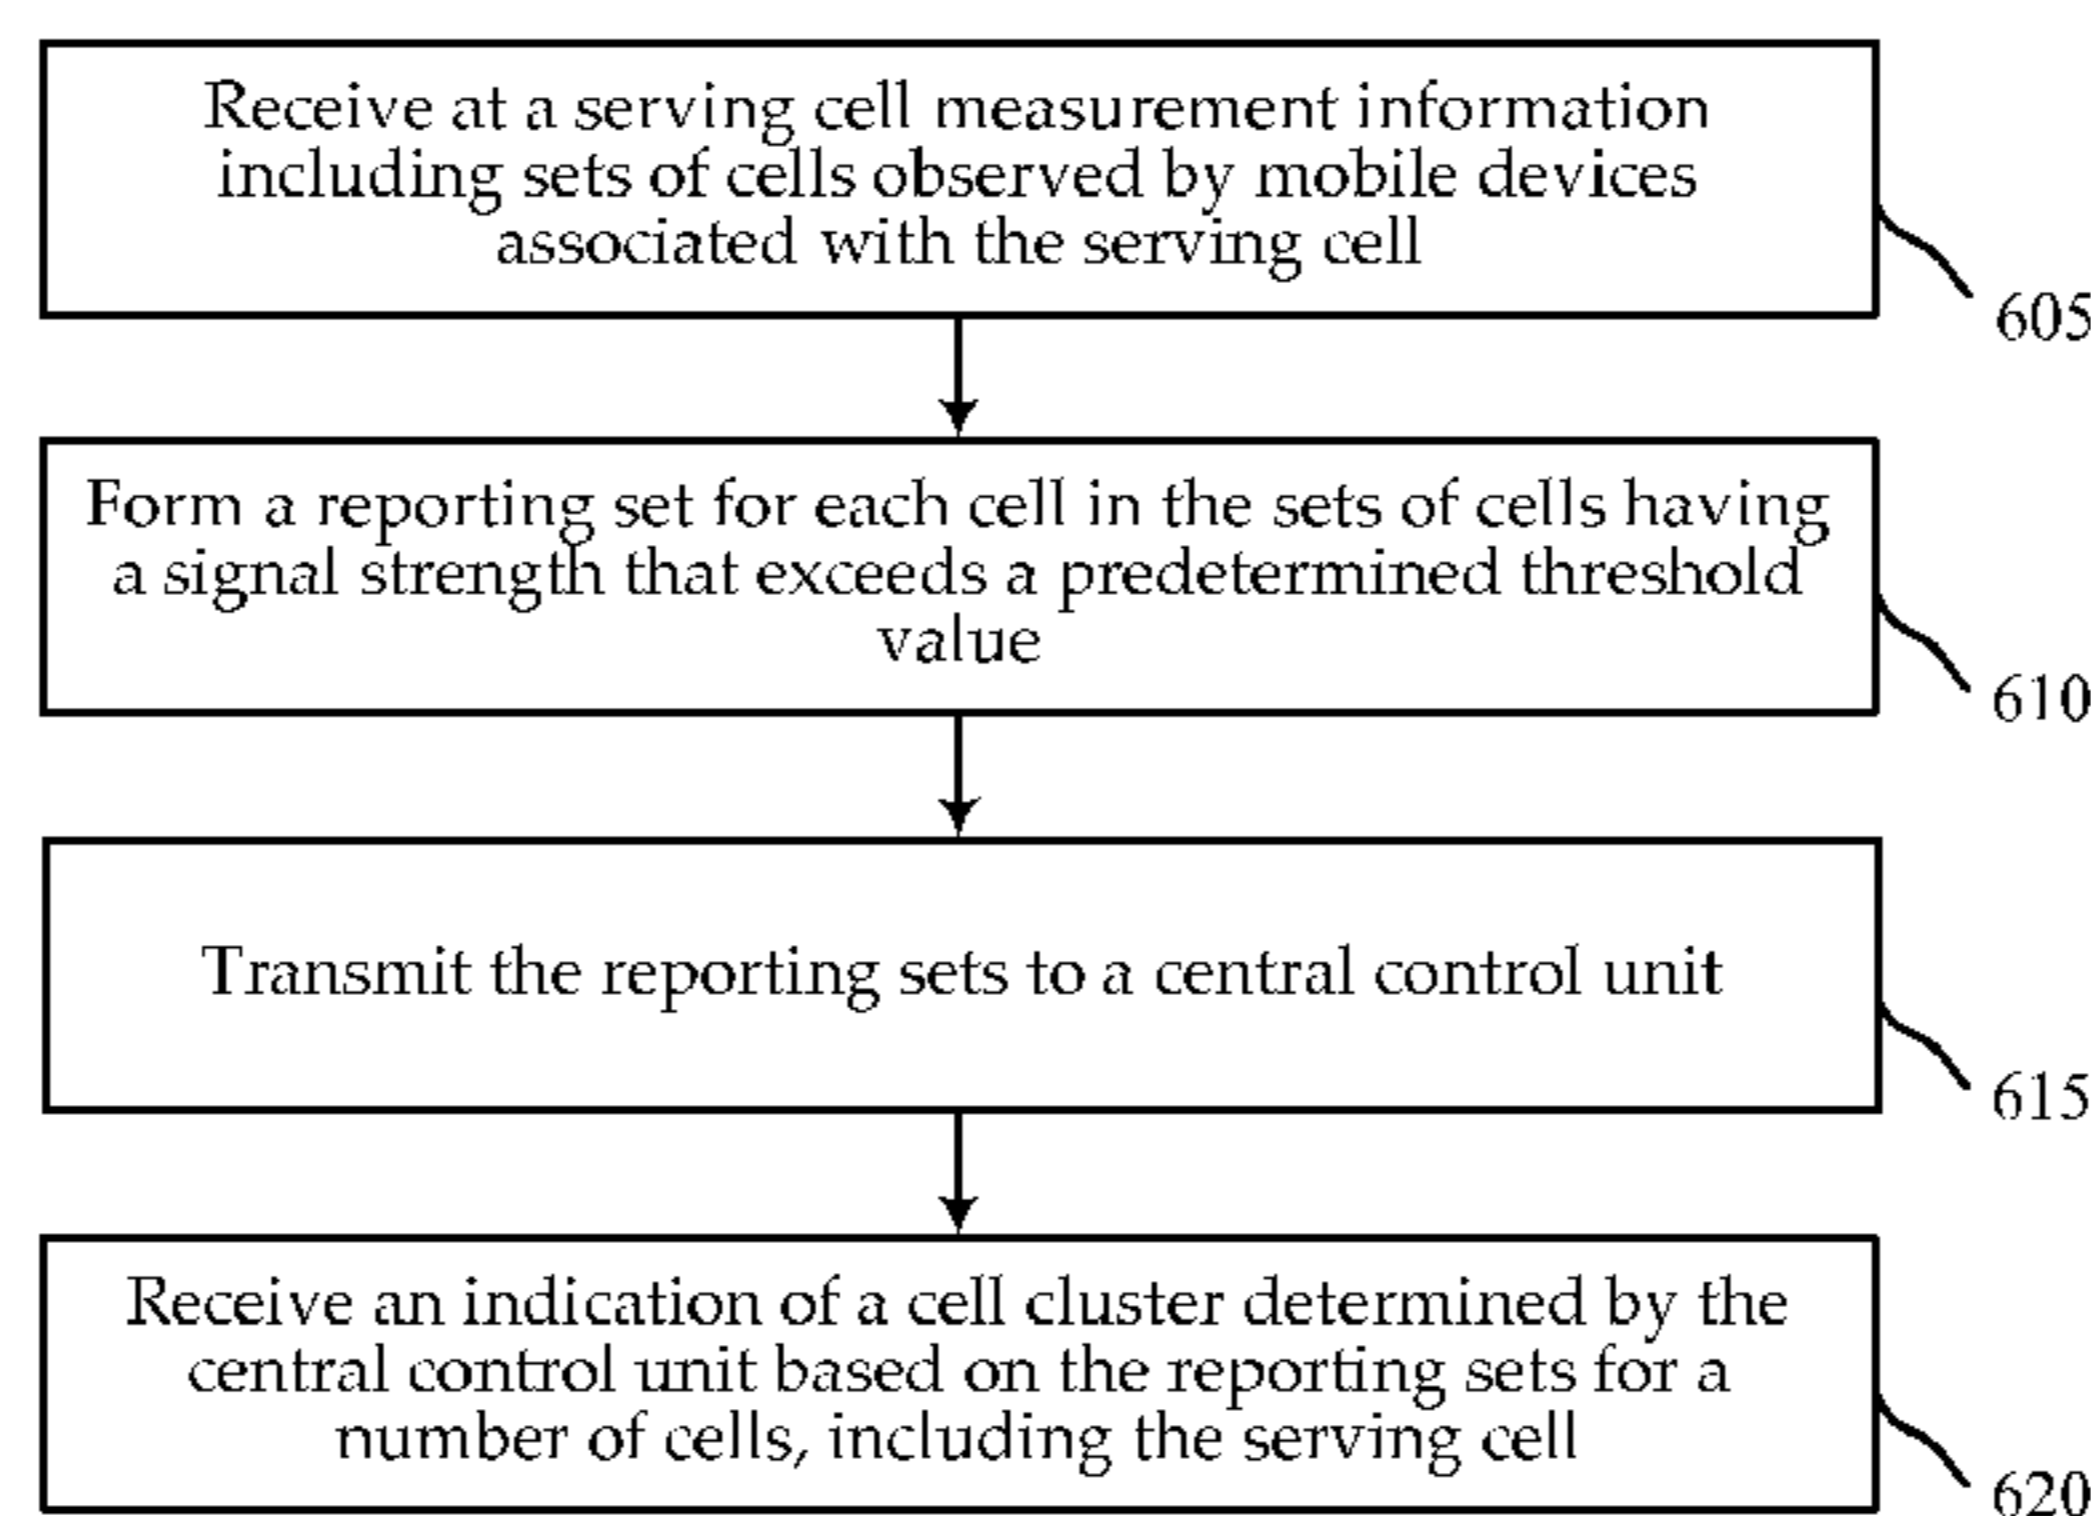 Receive at a serving cell measurement information
including sets of cells observed by mobile devices
associated with the serving cell
605
Form a reporting set for each cell in the sets of cells having
a signal strength that exceeds a predetermined threshold
value
610
Transmit the reporting sets to a central control unit
615
Receive an indication of a cell cluster determined by the
central control unit based on the reporting sets for a
number of cells, including the serving cell
620